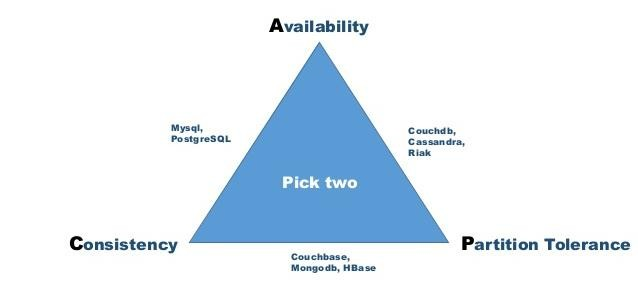 Availability
Mysql,
PostgreSQL
Couchdb,
Cassandra,
Riak
Pick two
Consistency
Partition Tolerance
Couchbase,
Mongodb, HBase